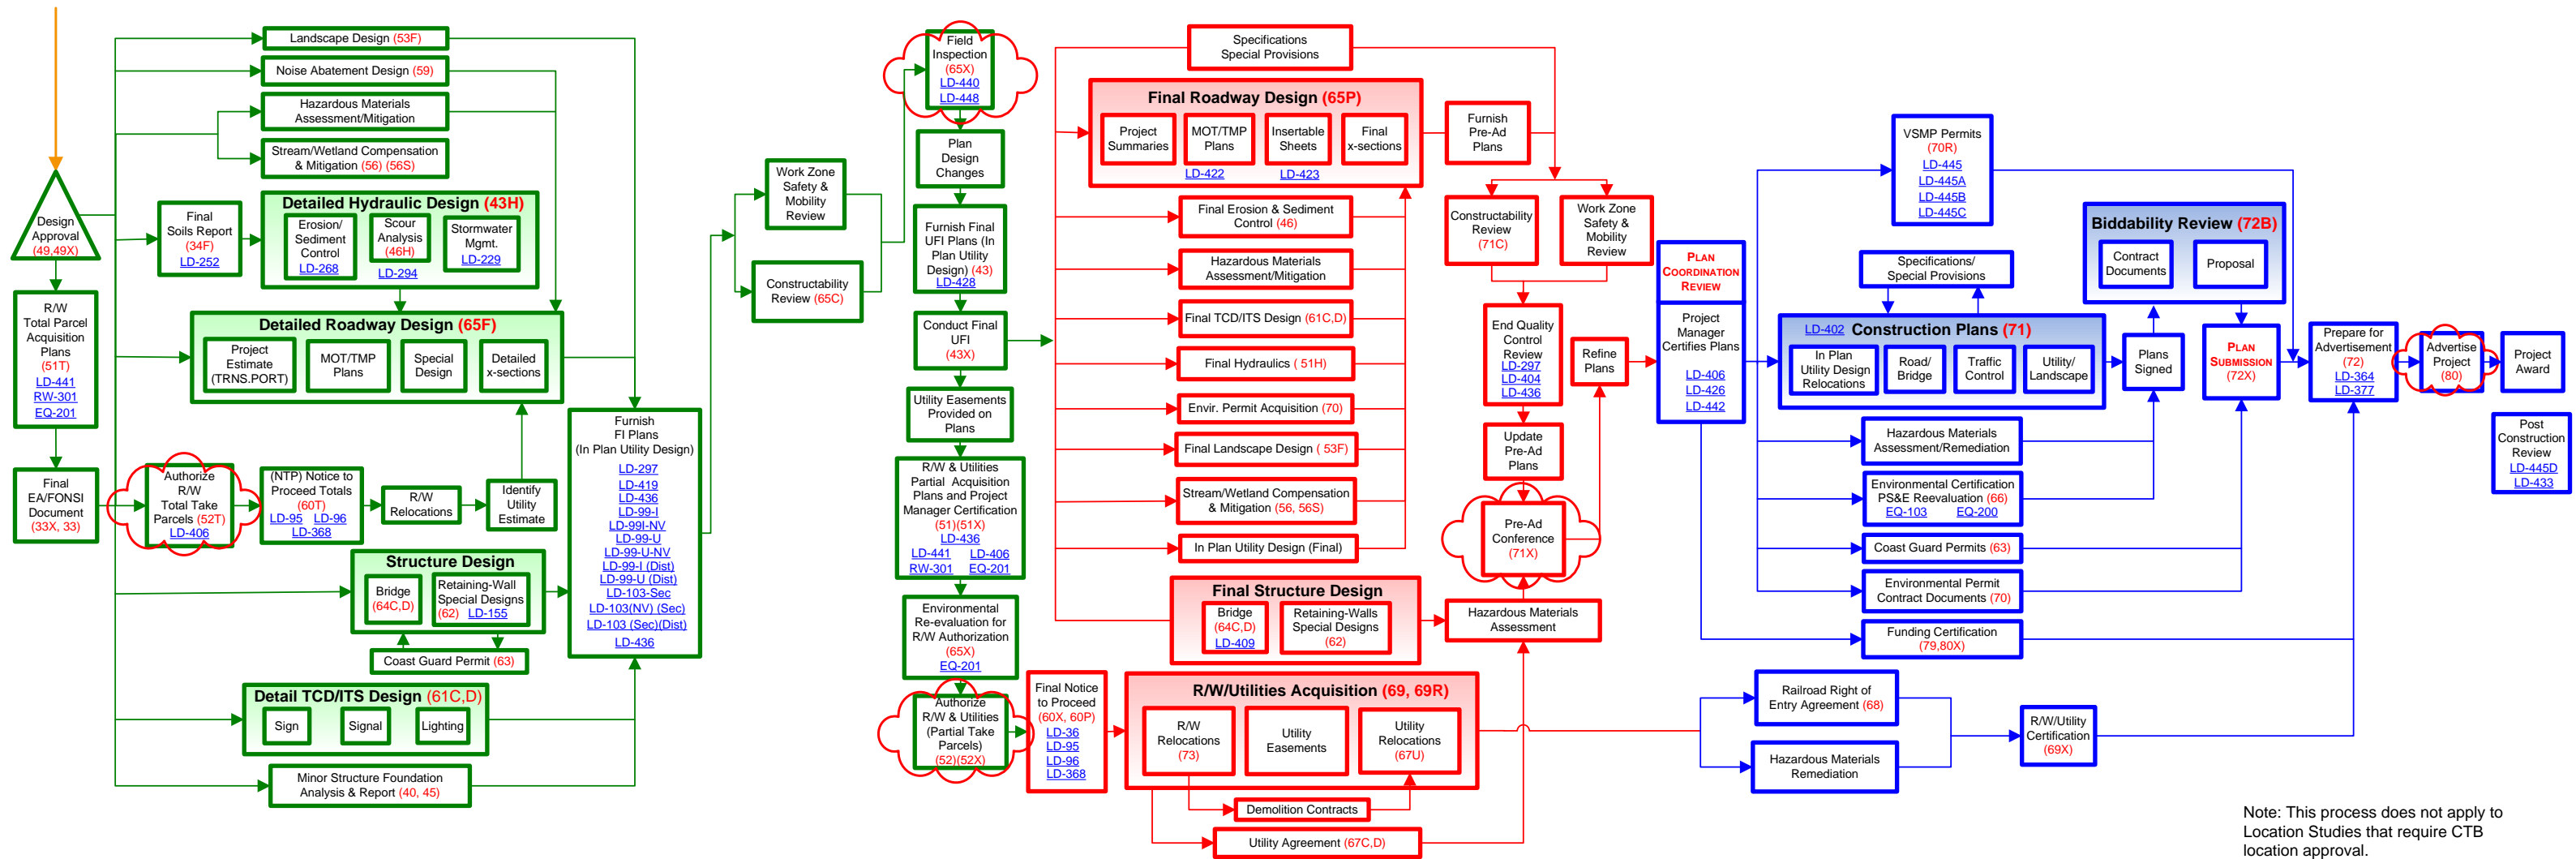 Design
Approval
(49,49X)
R/W
Total Parcel
Acquisition
Plans
(51T)
LD-441
RW-301
EQ-201
Final
EA/FONSI
Document
(33X, 33)
Landscape Design (53F)
Noise Abatement Design (59)
Hazardous Materials
Assessment/Mitigation
Stream/Wetland Compensation
& Mitigation (56) (56S)
Final
Soils Report
(34F)
LD-252
Detailed Hydraulic Design (43H)
Erosion/
Sediment
Control
LD-268
Scour
Analysis
(46H)
LD-294
Stormwater
Mgmt.
LD-229
Detailed Roadway Design (65F)
Project
Estimate
(TRNS.PORT)
MOT/TMP
Plans
Special
Design
Detailed
x-sections
Authorize
R/W
Total Take
Parcels (52T)
LD-406
(NTP) Notice to
Proceed Totals
(60T)
LD-95 LD-96
LD-368
R/W
Relocations
Identify
Utility
Estimate
Structure Design
Bridge
(64C,D)
Retaining-Wall
Special Designs
(62) LD-155
Coast Guard Permit (63)
Detail TCD/ITS Design (61C,D)
Sign
Signal
Lighting
Minor Structure Foundation
Analysis & Report (40, 45)
Furnish
FI Plans
(In Plan Utility Design)
LD-297
LD-419
LD-436
LD-99-I
LD-99I-NV
LD-99-U
LD-99-U-NV
LD-99-I (Dist)
LD-99-U (Dist)
LD-103-Sec
LD-103(NV) (Sec)
LD-103 (Sec)(Dist)
LD-436
Work Zone
Safety &
Mobility
Review
Constructability
Review (65C)
Field
Inspection
(65X)
LD-440
LD-448
Plan
Design
Changes
Furnish Final
UFI Plans (In
Plan Utility
Design) (43)
LD-428
Conduct Final
UFI
(43X)
Utility Easements
Provided on
Plans
R/W & Utilities
Partial Acquisition
Plans and Project
Manager Certification
(51)(51X)
LD-436
LD-441 LD-406
RW-301 EQ-201
Environmental
Re-evaluation for
R/W Authorization
(65X)
EQ-201
Authorize
R/W & Utilities
(Partial Take
Parcels)
(52)(52X)
Final Notice
to Proceed
(60X, 60P)
LD-36
LD-95
LD-96
LD-368
Specifications
Special Provisions
Final Roadway Design (65P)
Project
Summaries
MOT/TMP
Plans
LD-422
Insertable
Sheets
LD-423
Final
x-sections
Furnish
Pre-Ad
Plans
Final Erosion & Sediment
Control (46)
Hazardous Materials
Assessment/Mitigation
Final TCD/ITS Design (61C,D)
Final Hydraulics ( 51H)
Envir. Permit Acquisition (70)
Final Landscape Design ( 53F)
Stream/Wetland Compensation
& Mitigation (56, 56S)
In Plan Utility Design (Final)
Final Structure Design
Bridge
(64C,D)
LD-409
Retaining-Walls
Special Designs
(62)
R/W/Utilities Acquisition (69, 69R)
R/W
Relocations
(73)
Utility
Easements
Utility
Relocations
(67U)
Demolition Contracts
Utility Agreement (67C,D)
Constructability
Review
(71C)
Work Zone
Safety &
Mobility
Review
End Quality
Control
Review
LD-297
LD-404
LD-436
Update
Pre-Ad
Plans
Pre-Ad
Conference
(71X)
Hazardous Materials
Assessment
Refine
Plans
PLAN
COORDINATION
REVIEW
Project
Manager
Certifies Plans
LD-406
LD-426
LD-442
VSMP Permits
(70R)
LD-445
LD-445A
LD-445B
LD-445C
Specifications/
Special Provisions
LD-402 Construction Plans (71)
In Plan
Utility Design
Relocations
Road/
Bridge
Traffic
Control
Utility/
Landscape
Hazardous Materials
Assessment/Remediation
Environmental Certification
PS&E Reevaluation (66)
EQ-103 EQ-200
Coast Guard Permits (63)
Environmental Permit
Contract Documents (70)
Funding Certification
(79,80X)
Railroad Right of
Entry Agreement (68)
Hazardous Materials
Remediation
R/W/Utility
Certification
(69X)
Biddability Review (72B)
Contract
Documents
Proposal
Plans
Signed
PLAN
SUBMISSION
(72X)
Prepare for
Advertisement
(72)
LD-364
LD-377
Advertise
Project
(80)
Project
Award
Post
Construction
Review
LD-445D
LD-433
Note: This process does not apply to
Location Studies that require CTB
location approval.